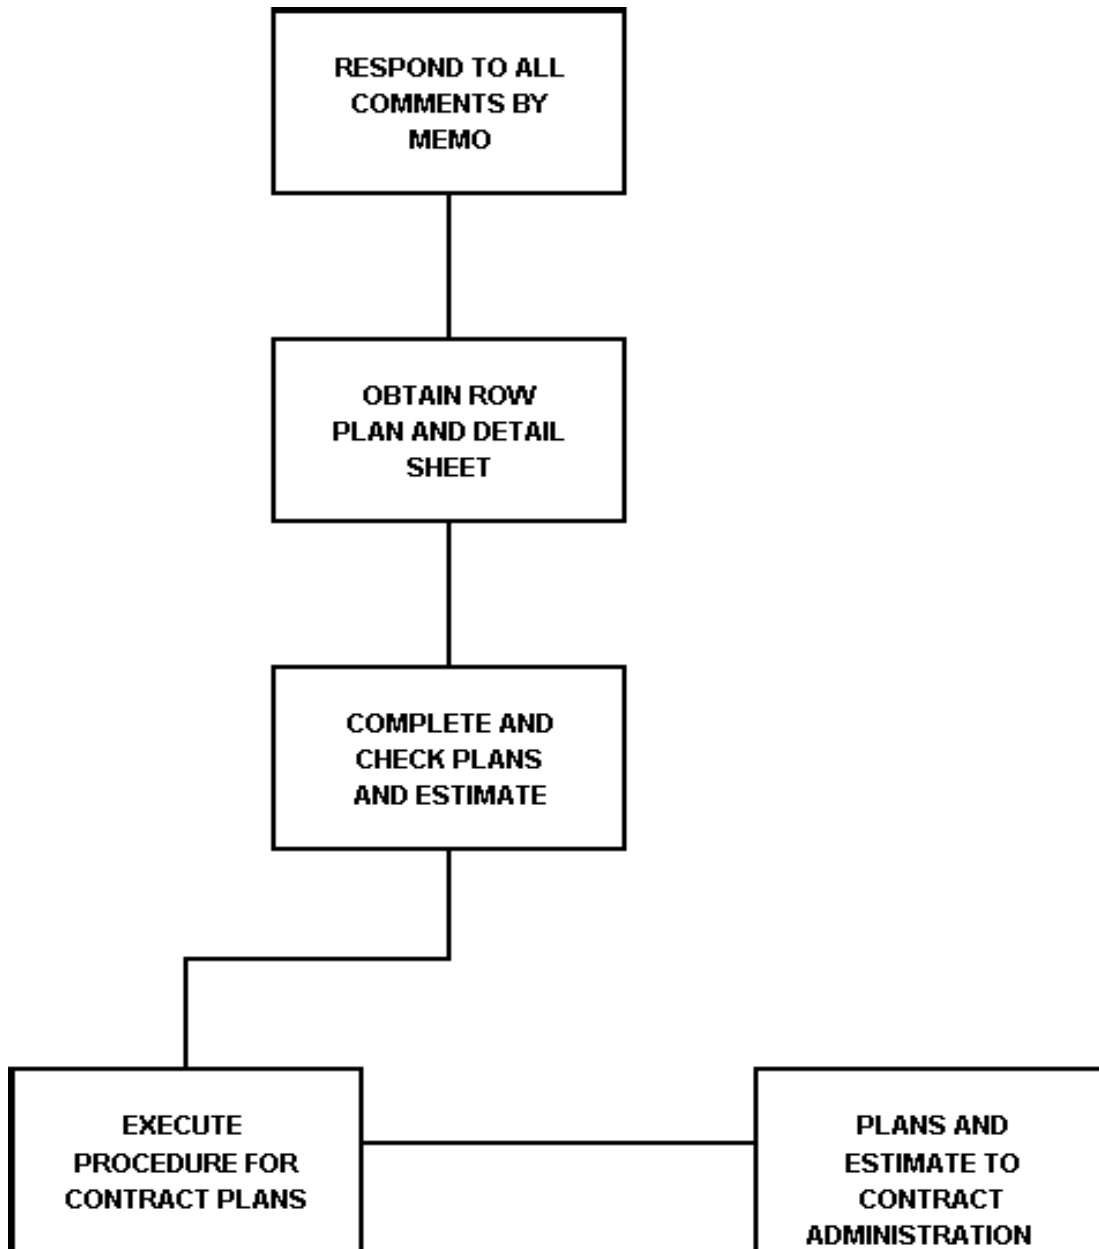 RESPOND TO ALL
COMMENTS BY
MEMO
OBTAIN ROW
PLAN AND DETAIL
SHEET
COMPLETE AND
CHECK PLANS
AND ESTIMATE
EXECUTE
PROCEDURE FOR
CONTRACT PLANS
PLANS AND
ESTIMATE TO
CONTRACT
ADMINISTRATION